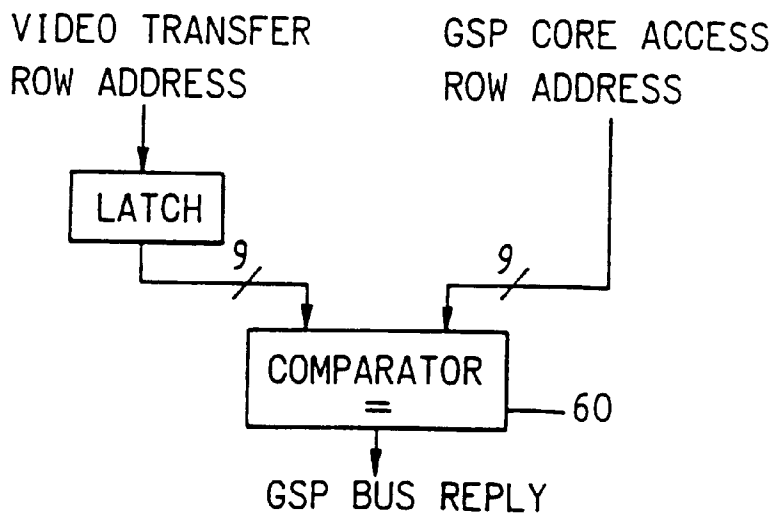 VIDEO TRANSFER
ROW ADDRESS
GSP CORE ACCESS
ROW ADDRESS
LATCH
9
9
COMPARATOR
=
60
GSP BUS REPLY